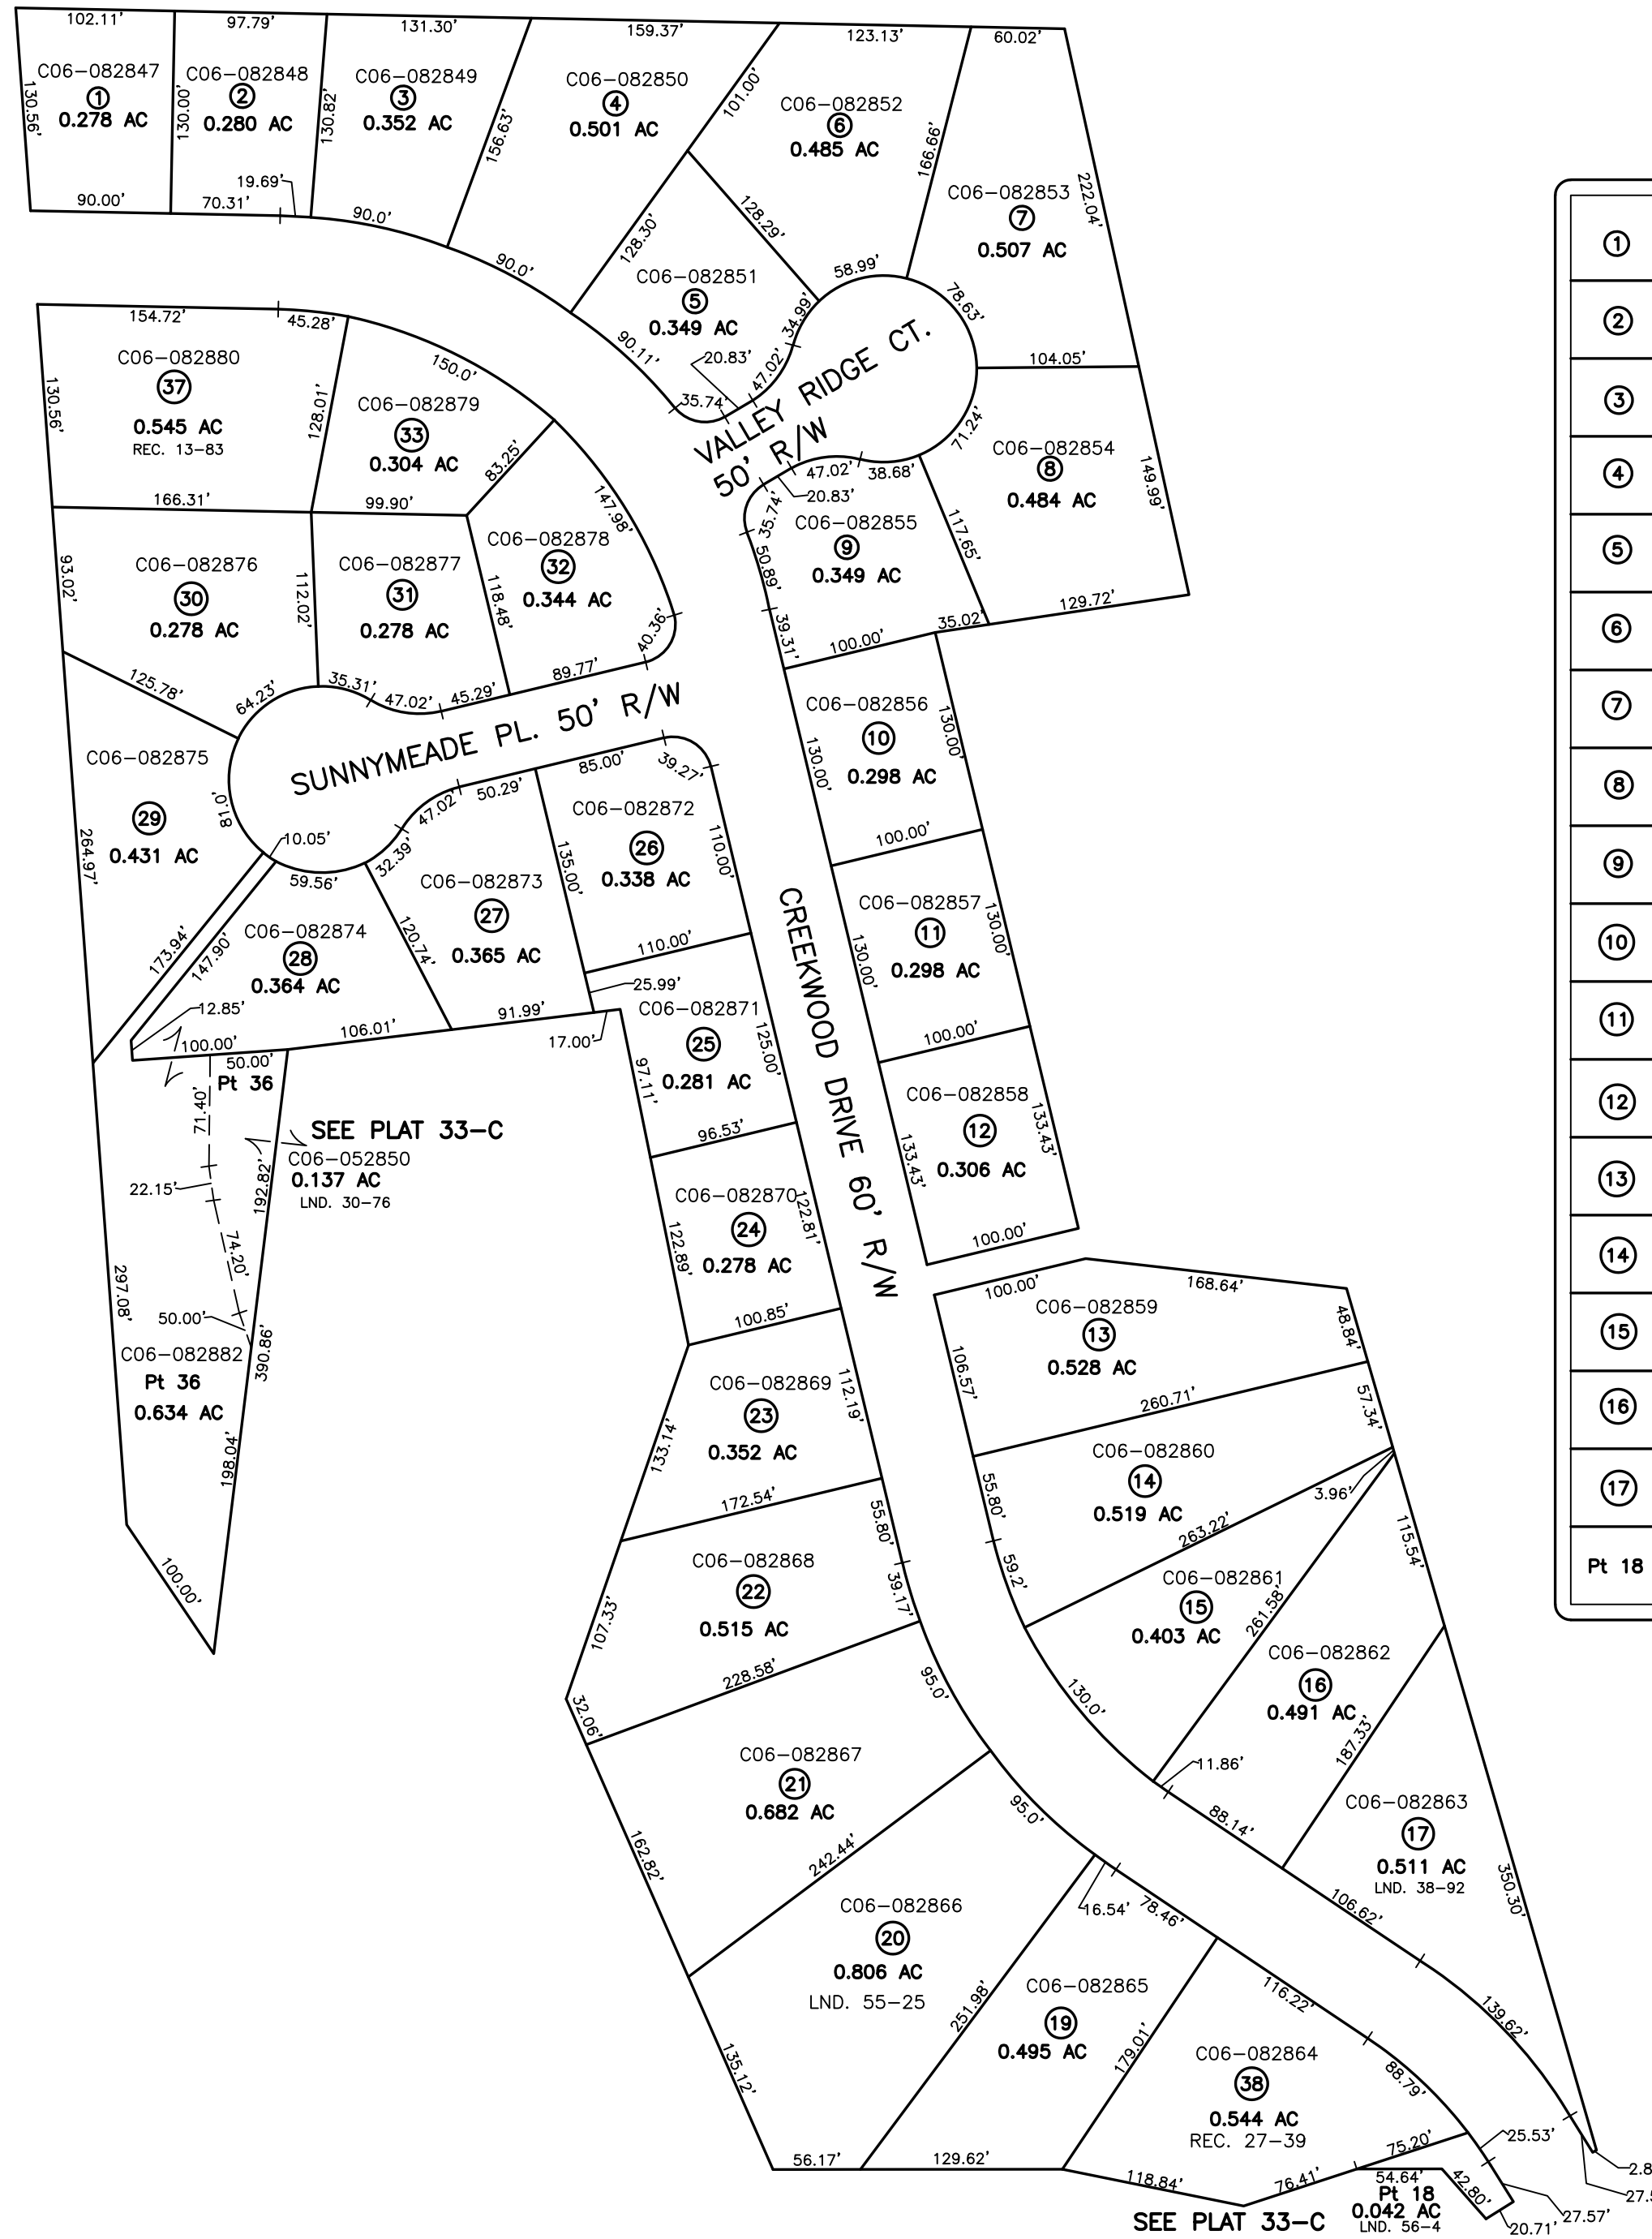 102.11'
97.79'
131.30'
159.37'
123.13'
60.02'
C06-082847
1
0.278 AC
130.56'
130.00'
90.00'
C06-082848
2
0.280 AC
130.82'
19.69'
70.31'
C06-082849
3
0.352 AC
156.63'
90.0'
C06-082850
4
0.501 AC
101.00'
128.30'
90.0'
C06-082852
6
0.485 AC
166.66'
128.29'
58.99'
C06-082853
7
0.507 AC
222.04'
78.63'
104.05'
C06-082851
5
0.349 AC
34.99'
47.02'
20.83'
90.11'
35.74'
VALLEY RIDGE CT.
50' R/W
C06-082854
8
0.484 AC
71.24'
149.99'
117.65'
129.72'
47.02'
38.68'
20.83'
35.74'
C06-082855
9
0.349 AC
50.89'
39.31'
100.00'
35.02'
154.72'
45.28'
C06-082880
37
0.545 AC
REC. 13-83
130.56'
128.01'
166.31'
150.0'
C06-082879
33
0.304 AC
83.25'
99.90'
147.98'
C06-082878
32
0.344 AC
118.48'
40.36'
89.77'
C06-082876
30
0.278 AC
93.02'
112.02'
125.78'
64.23'
C06-082877
31
0.278 AC
35.31'
47.02'
45.29'
SUNNYMEADE PL. 50' R/W
C06-082875
29
0.431 AC
81.0'
264.97'
10.05'
173.94'
147.90'
12.85'
59.56'
32.39'
47.02'
50.29'
85.00'
39.27'
C06-082874
28
0.364 AC
120.74'
100.00'
106.01'
C06-082873
27
0.365 AC
135.00'
91.99'
C06-082872
26
0.338 AC
110.00'
110.00'
25.99'
17.00'
C06-082871
25
0.281 AC
125.00'
97.11'
96.53'
C06-082870
24
0.278 AC
122.81'
122.89'
100.85'
CREEKWOOD DRIVE 60' R/W
C06-082856
10
0.298 AC
130.00'
130.00'
100.00'
C06-082857
11
0.298 AC
130.00'
130.00'
100.00'
C06-082858
12
0.306 AC
133.43'
133.43'
100.00'
50.00'
Pt 36
71.40'
SEE PLAT 33-C
C06-052850
0.137 AC
LND. 30-76
192.82'
22.15'
74.20'
50.00'
297.08'
390.86'
C06-082882
Pt 36
0.634 AC
198.04'
100.00'
100.00'
168.64'
C06-082859
13
0.528 AC
48.84'
106.57'
260.71'
57.34'
C06-082860
14
0.519 AC
55.80'
263.22'
3.96'
59.2'
C06-082861
15
0.403 AC
261.58'
115.54'
130.0'
C06-082862
16
0.491 AC
187.33'
11.86'
88.14'
C06-082863
17
0.511 AC
LND. 38-92
350.30'
106.62'
139.62'
C06-082869
23
0.352 AC
112.19'
133.14'
172.54'
C06-082868
22
0.515 AC
55.80'
39.17'
107.33'
228.58'
32.06'
95.0'
C06-082867
21
0.682 AC
162.82'
242.44'
95.0'
C06-082866
20
0.806 AC
LND. 55-25
135.12'
251.98'
56.17'
16.54'
78.46'
C06-082865
19
0.495 AC
179.01'
129.62'
116.22'
C06-082864
38
0.544 AC
REC. 27-39
88.79'
118.84'
76.41'
75.20'
25.53'
54.64'
42.80'
Pt 18
0.042 AC
LND. 56-4
SEE PLAT 33-C
20.71'
27.57'
1
2
3
4
5
6
7
8
9
10
11
12
13
14
15
16
17
Pt 18